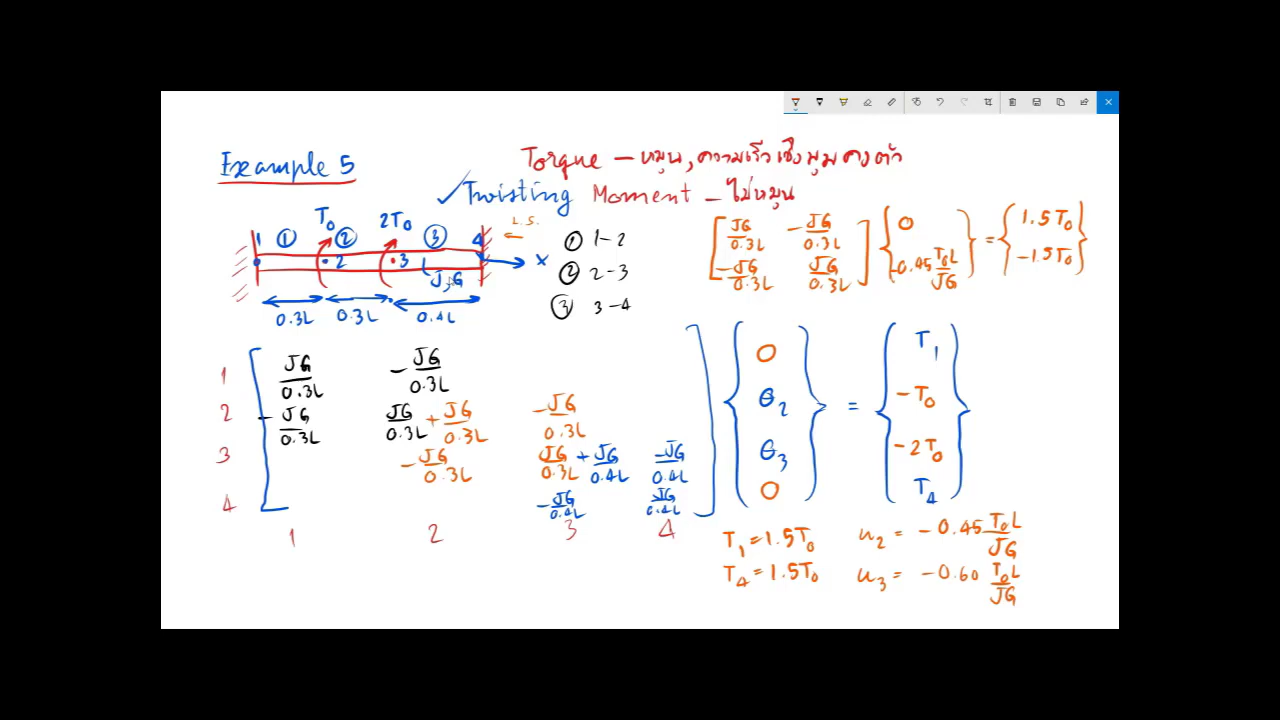 Example 5
Torque – หมุน, ความเร็วเชิงมุมคงตัว
✓ Twisting Moment – ไม่หมุน
T₀ 2T₀ L.S.
1 ① ② ③ 4
2 3 x
J, G
0.3L 0.3L 0.4L
① 1–2
② 2–3
③ 3–4
JG/0.3L –JG/0.3L 0 = 1.5T₀
–JG/0.3L JG/0.3L –0.45 T₀L/JG –1.5T₀
1 JG/0.3L –JG/0.3L 0 T₁
2 –JG/0.3L JG/0.3L + JG/0.3L –JG/0.3L θ₂ = –T₀
3 –JG/0.3L JG/0.3L + JG/0.4L –JG/0.4L θ₃ –2T₀
4 –JG/0.4L JG/0.4L 0 T₄
1 2 3 4
T₁ = 1.5T₀ u₂ = –0.45 T₀L/JG
T₄ = 1.5T₀ u₃ = –0.60 T₀L/JG